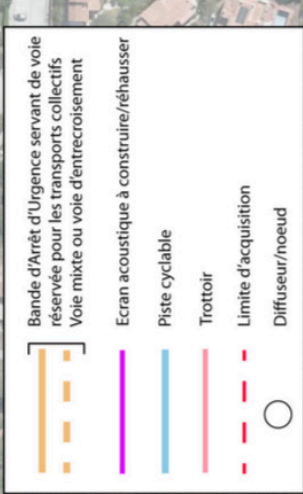 Bande d'Arrêt d'Urgence servant de voie
réservée pour les transports collectifs
Voie mixte ou voie d'entrecroisement
Ecran acoustique à construire/réhausser
Piste cyclable
Trottoir
Limite d'acquisition
Diffuseur/noeud